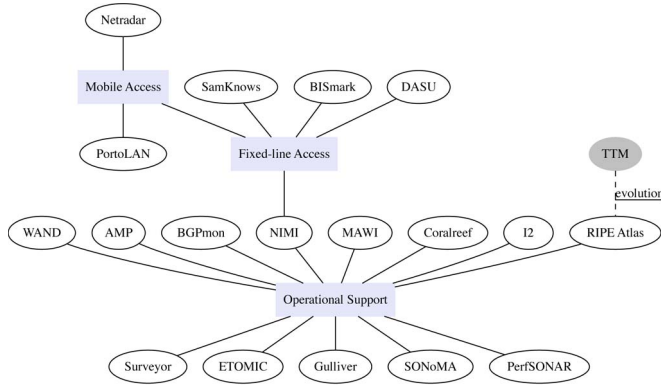 Netradar
Mobile Access
SamKnows
BISmark
DASU
PortoLAN
Fixed-line Access
TTM
evolution
WAND
AMP
BGPmon
NIMI
MAWI
Coralreef
I2
RIPE Atlas
Operational Support
Surveyor
ETOMIC
Gulliver
SONoMA
PerfSONAR